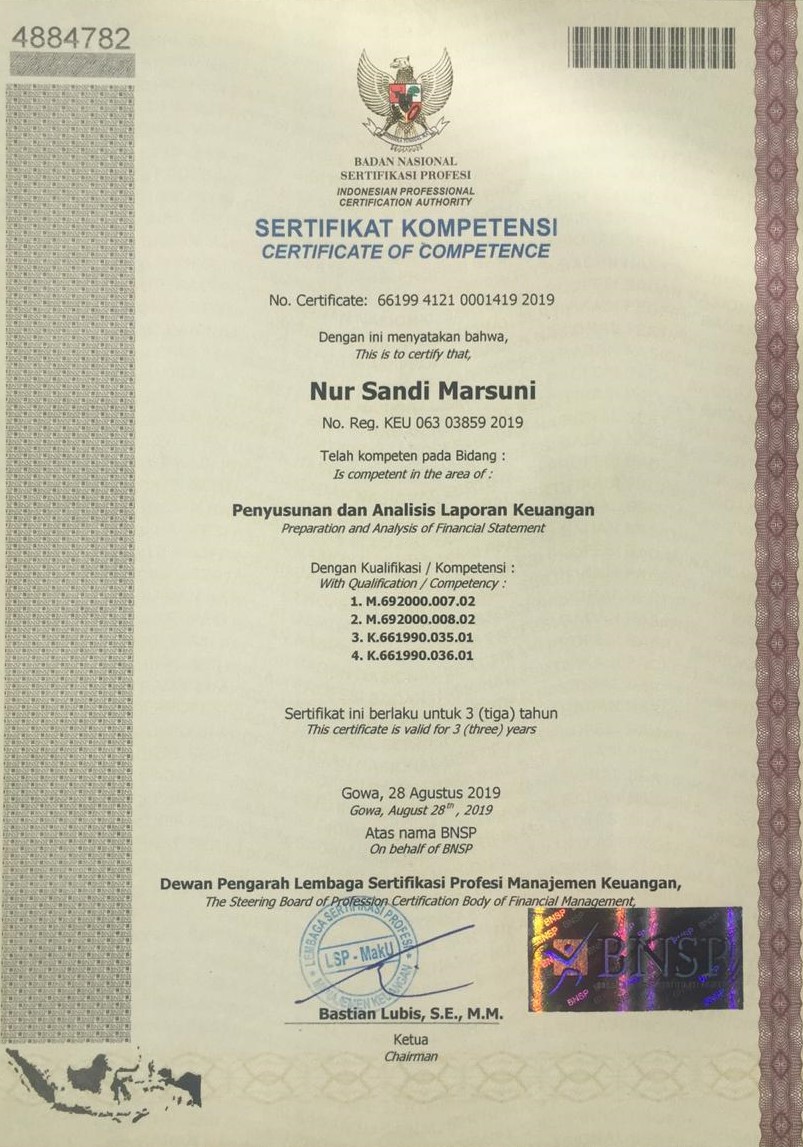 4884782
BADAN NASIONAL
SERTIFIKASI PROFESI
INDONESIAN PROFESSIONAL
CERTIFICATION AUTHORITY
SERTIFIKAT KOMPETENSI
CERTIFICATE OF COMPETENCE
No. Certificate: 66199 4121 0001419 2019
Dengan ini menyatakan bahwa,
This is to certify that,
Nur Sandi Marsuni
No. Reg. KEU 063 03859 2019
Telah kompeten pada Bidang :
Is competent in the area of :
Penyusunan dan Analisis Laporan Keuangan
Preparation and Analysis of Financial Statement
Dengan Kualifikasi / Kompetensi :
With Qualification / Competency :
1. M.692000.007.02
2. M.692000.008.02
3. K.661990.035.01
4. K.661990.036.01
Sertifikat ini berlaku untuk 3 (tiga) tahun
This certificate is valid for 3 (three) years
Gowa, 28 Agustus 2019
Gowa, August 28th, 2019
Atas nama BNSP
On behalf of BNSP
Dewan Pengarah Lembaga Sertifikasi Profesi Manajemen Keuangan,
The Steering Board of Profession Certification Body of Financial Management,
LEMBAGA SERTIFIKASI PROFESI
LSP - MakU
MANAJEMEN KEUANGAN
BNSP
Bastian Lubis, S.E., M.M.
Ketua
Chairman